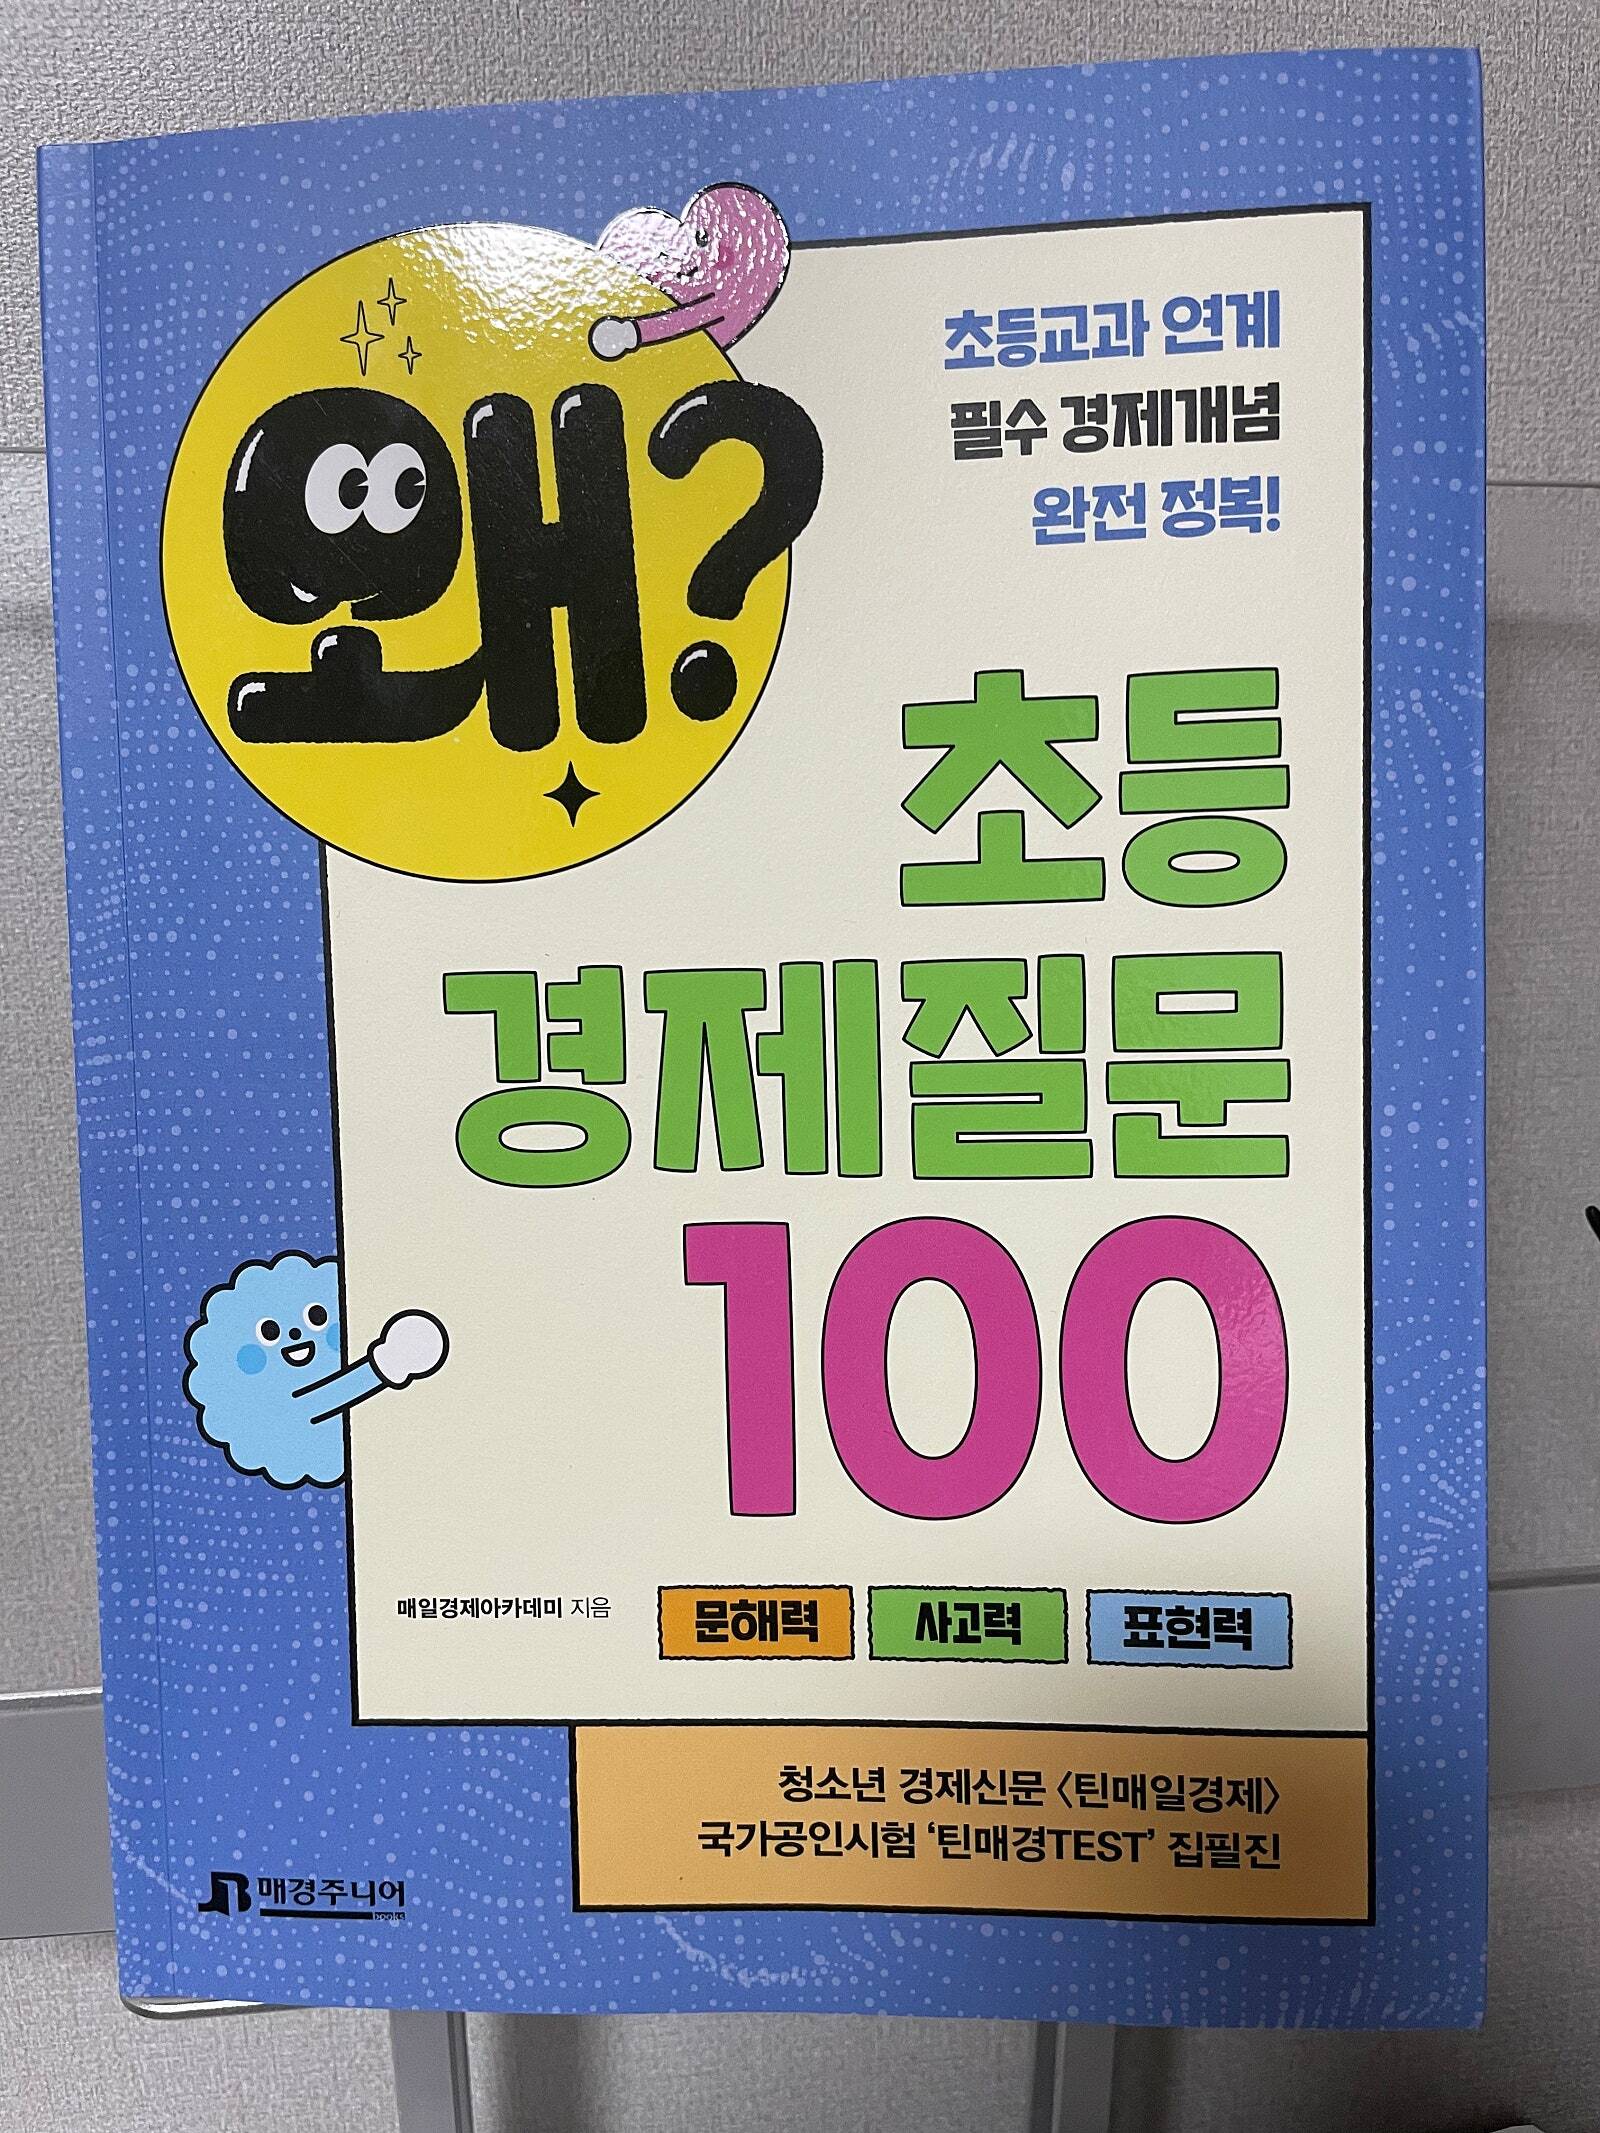 왜?
초등교과 연계
필수 경제개념
완전 정복!
초등
경제질문
100
매일경제아카데미 지음
문해력 사고력 표현력
청소년 경제신문 〈틴매일경제〉
국가공인시험 ‘틴매경TEST’ 집필진
매경주니어
books